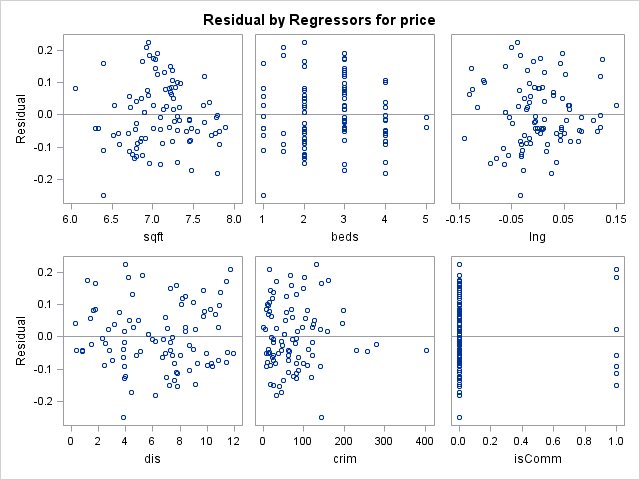 Residual by Regressors for price
Residual
0.2
0.1
0.0
-0.1
-0.2
6.0 6.5 7.0 7.5 8.0
sqft
1 2 3 4 5
beds
-0.15 -0.05 0.05 0.15
lng
Residual
0.2
0.1
0.0
-0.1
-0.2
0 2 4 6 8 10 12
dis
0 100 200 300 400
crim
0.0 0.2 0.4 0.6 0.8 1.0
isComm